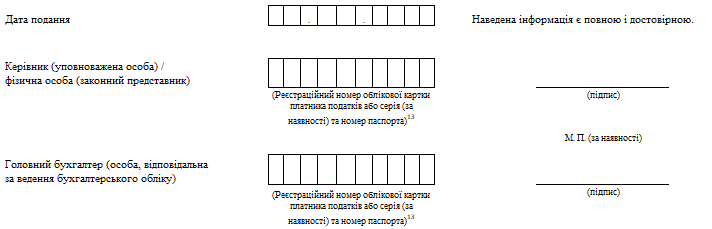 Дата подання
. .
Наведена інформація є повною і достовірною.
Керівник (уповноважена особа) /
фізична особа (законний представник)
(Реєстраційний номер облікової картки
платника податків або серія (за
наявності) та номер паспорта)13
(підпис)
М. П. (за наявності)
Головний бухгалтер (особа, відповідальна
за ведення бухгалтерського обліку)
(Реєстраційний номер облікової картки
платника податків або серія (за
наявності) та номер паспорта)13
(підпис)